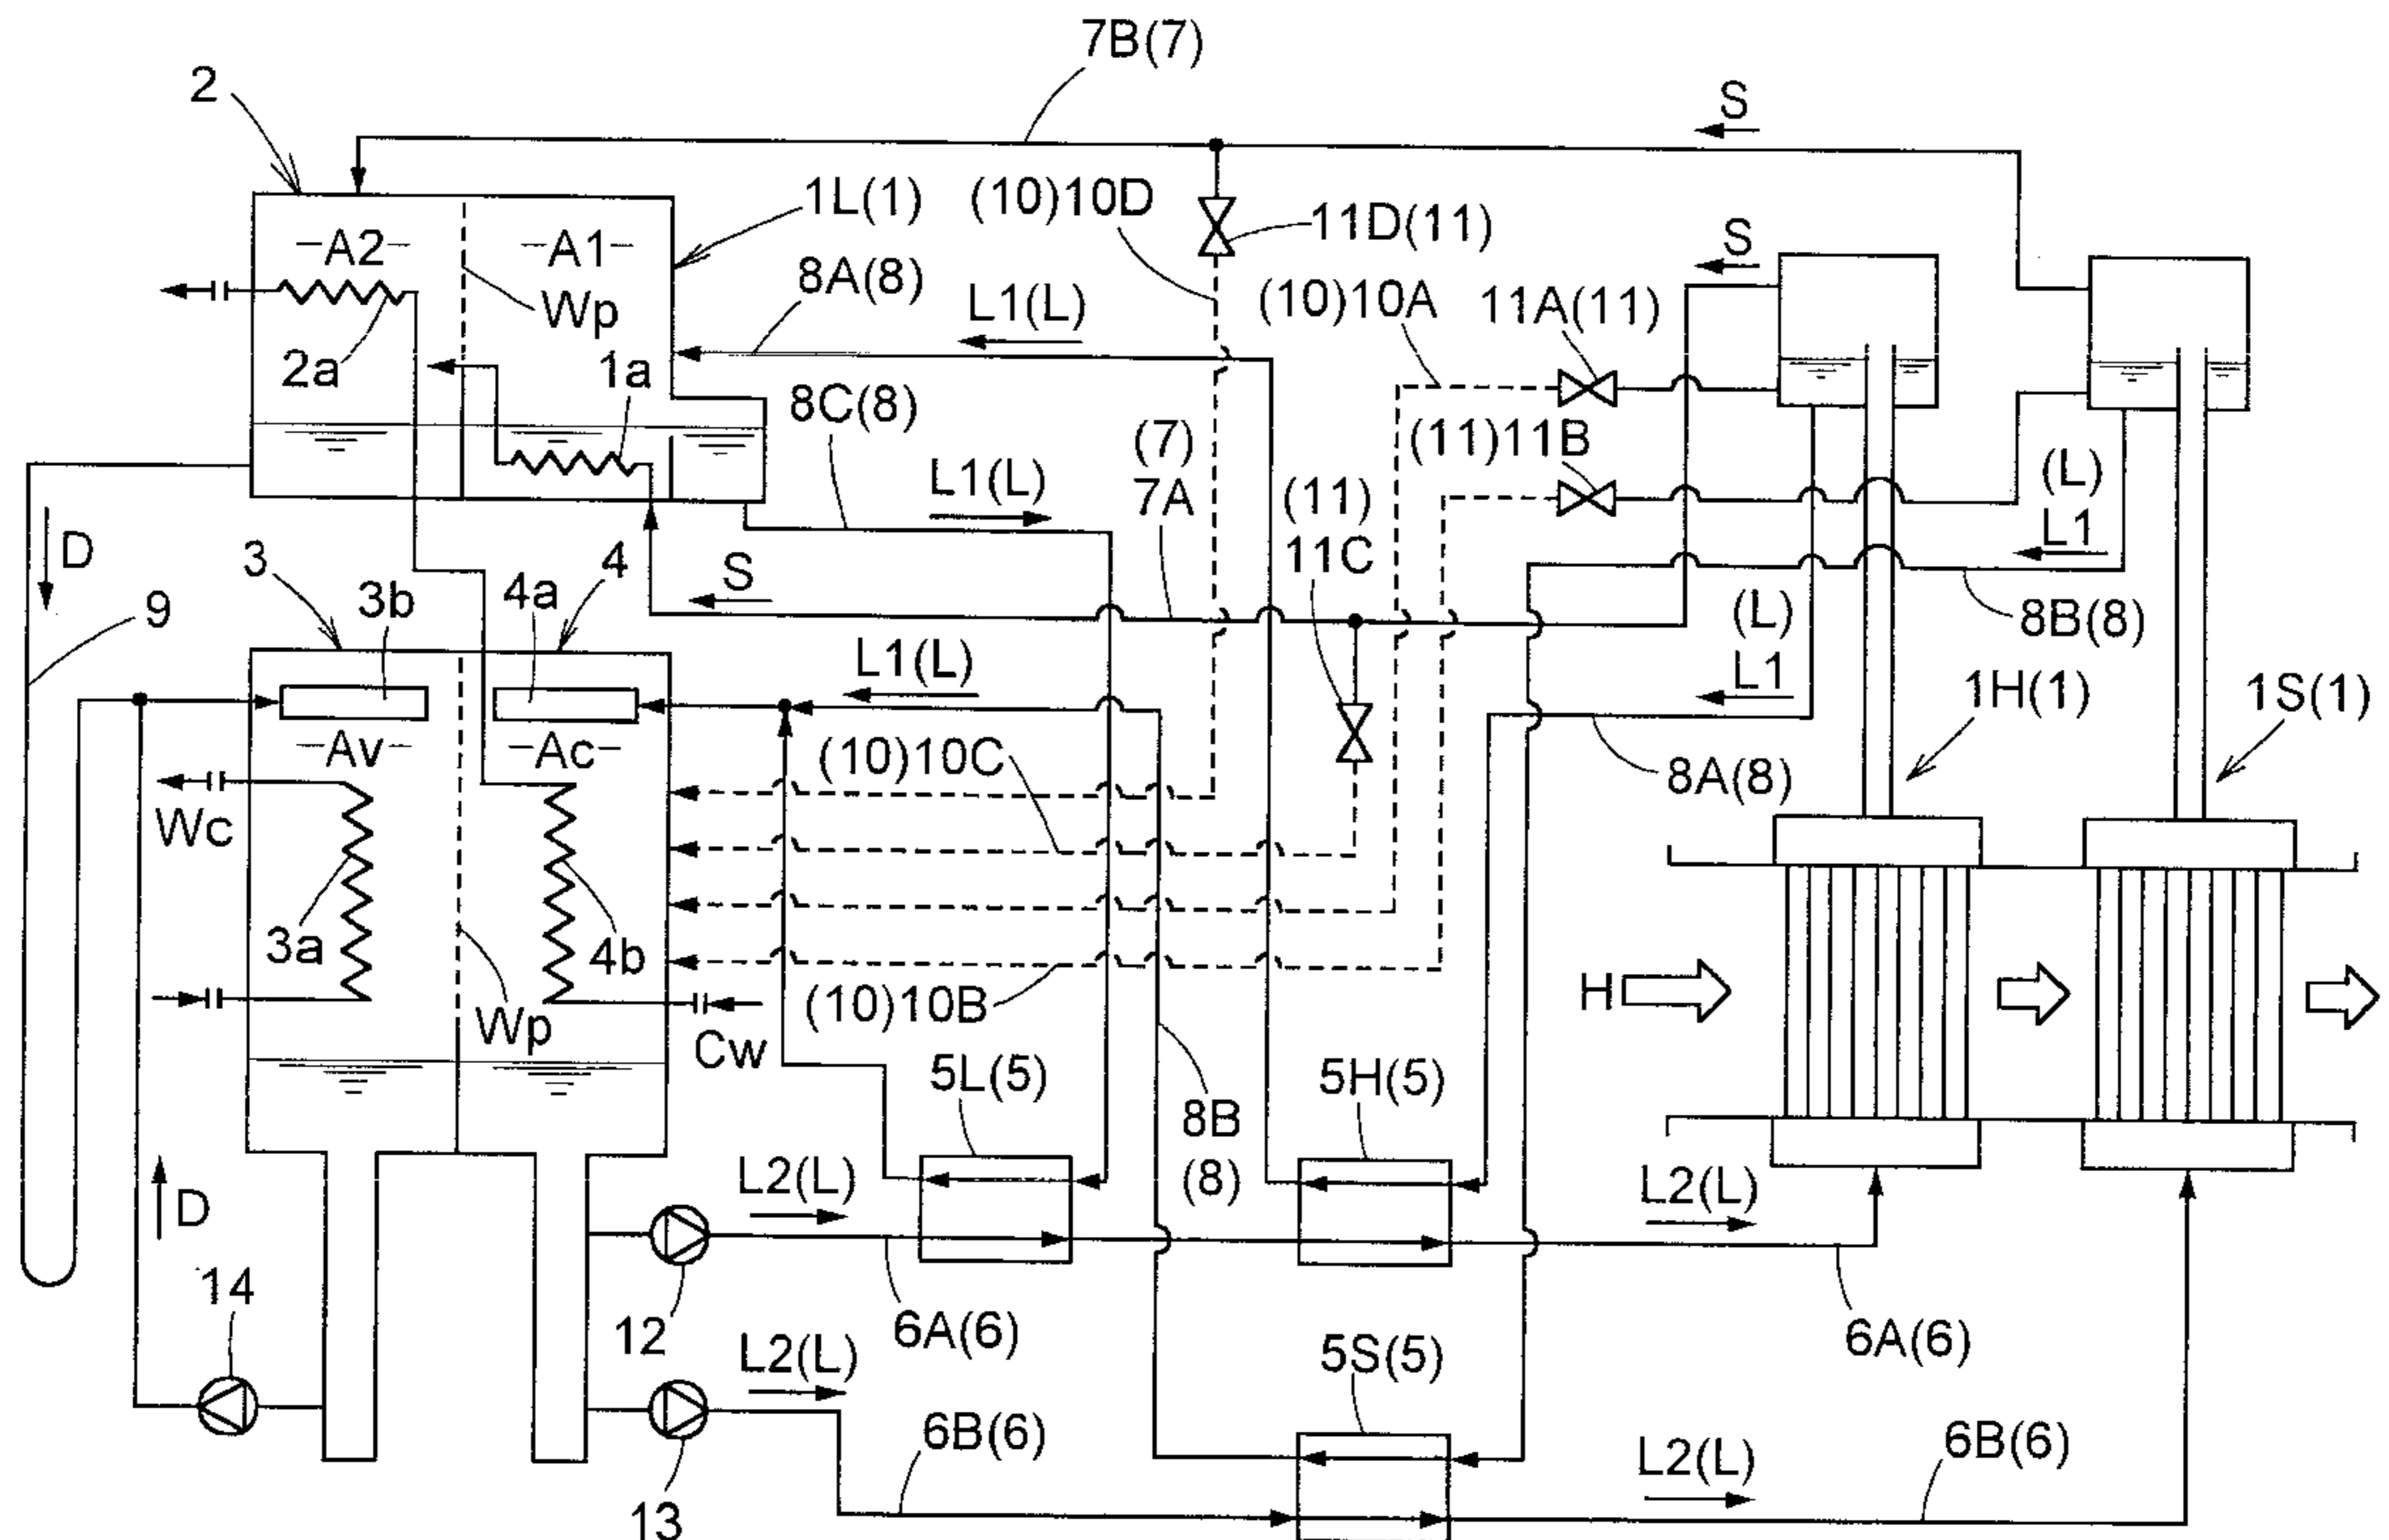 7B(7)
2
S
1L(1)
(10)10D
11D(11)
S
A2
A1
8A(8)
(10)10A
11A(11)
L1(L)
Wp
2a
1a
8C(8)
(7)
7A
(11)11B
(L)
L1
L1(L)
(11)
11C
D
3
4
S
9
3b
4a
8B(8)
(L)
L1
L1(L)
1H(1)
1S(1)
Av
Ac
(10)10C
8A(8)
Wc
3a
4b
H
(10)10B
Wp
Cw
5L(5)
5H(5)
8B
(8)
L2(L)
L2(L)
D
14
12
6A(6)
6A(6)
L2(L)
5S(5)
6B(6)
6B(6)
L2(L)
13